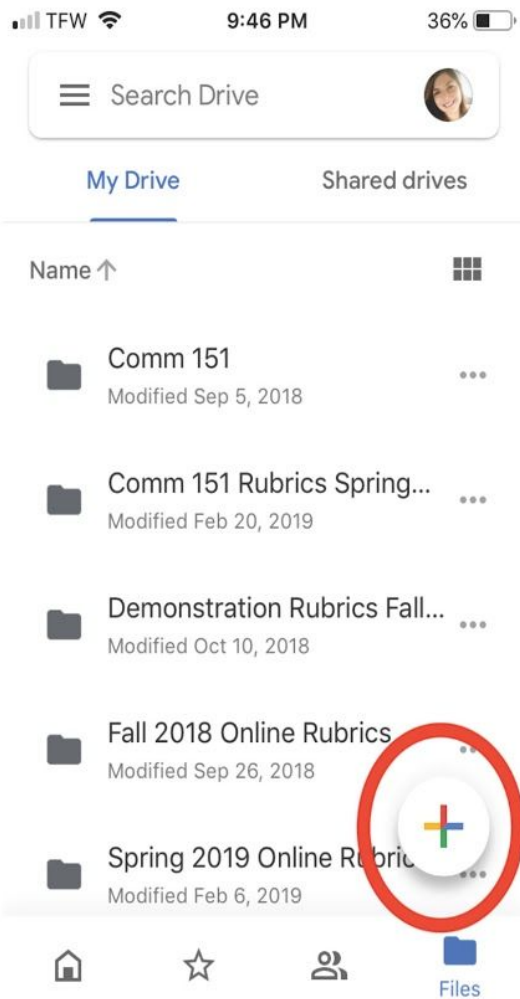 TFW 9:46 PM 36%
Search Drive
My Drive Shared drives
Name
Comm 151
Modified Sep 5, 2018
Comm 151 Rubrics Spring...
Modified Feb 20, 2019
Demonstration Rubrics Fall...
Modified Oct 10, 2018
Fall 2018 Online Rubrics
Modified Sep 26, 2018
Spring 2019 Online Rubric
Modified Feb 6, 2019
Files